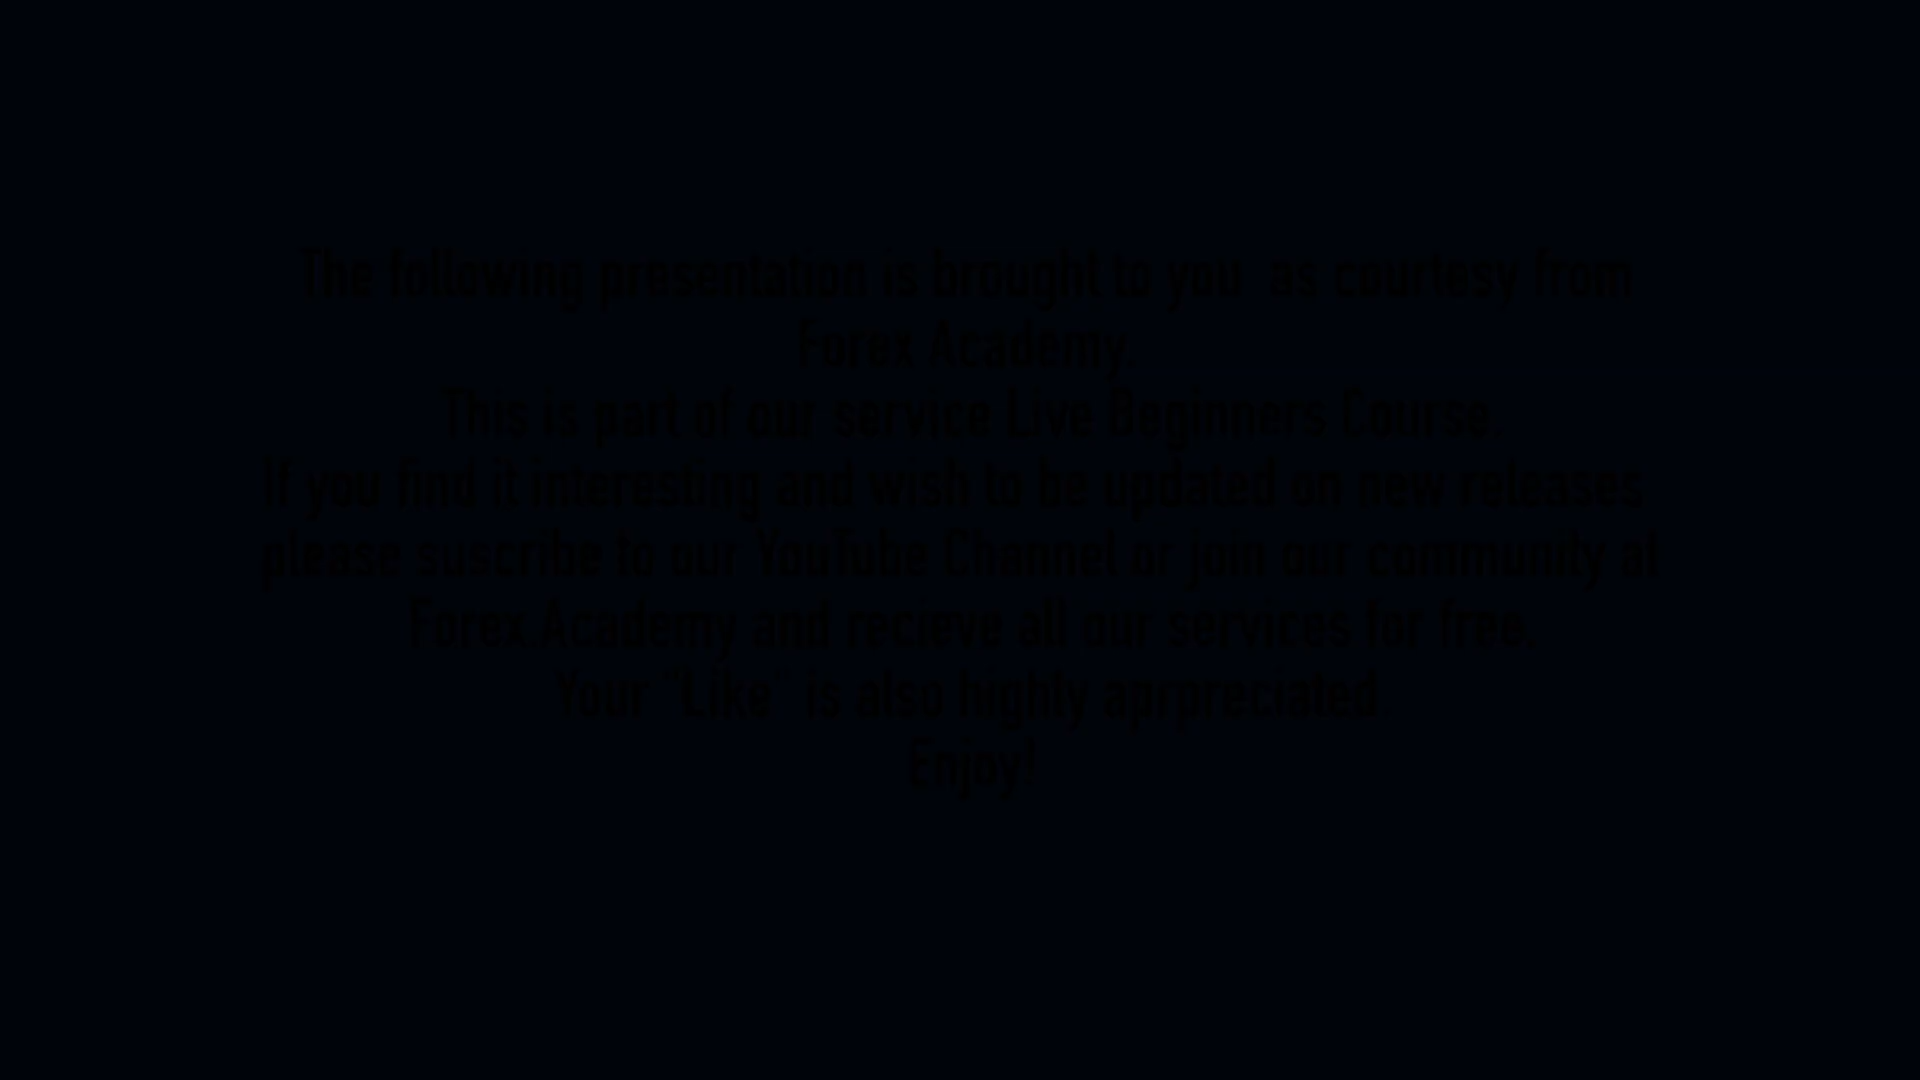 The following presentation is brought to you as courtesy from
Forex Academy.
This is part of our service Live Beginners Course.
If you find it interesting and wish to be updated on new releases
please suscribe to our YouTube Channel or join our community at
Forex.Academy and recieve all our services for free.
Your "Like" is also highly aprpreciated.
Enjoy!